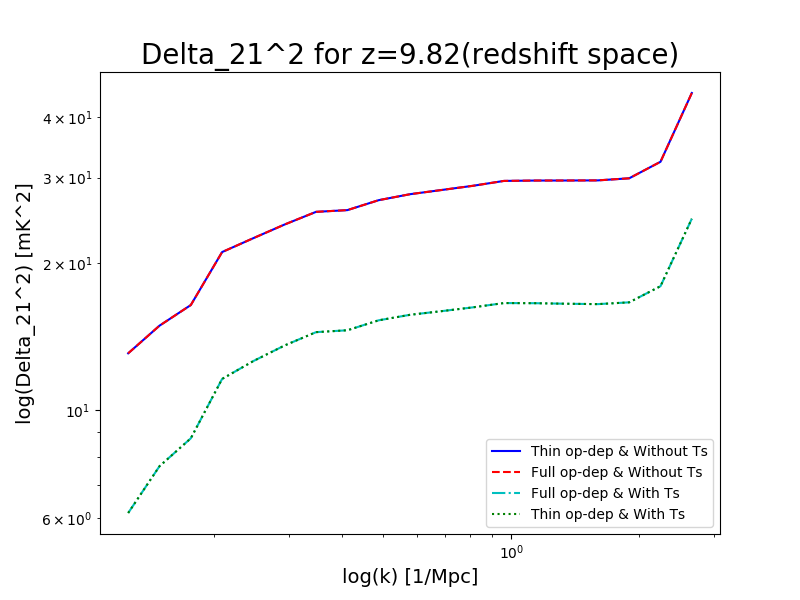 Delta_21^2 for z=9.82(redshift space)
log(Delta_21^2) [mK^2]
4 × 10^1
3 × 10^1
2 × 10^1
10^1
6 × 10^0
Thin op-dep & Without Ts
Full op-dep & Without Ts
Full op-dep & With Ts
Thin op-dep & With Ts
10^0
log(k) [1/Mpc]